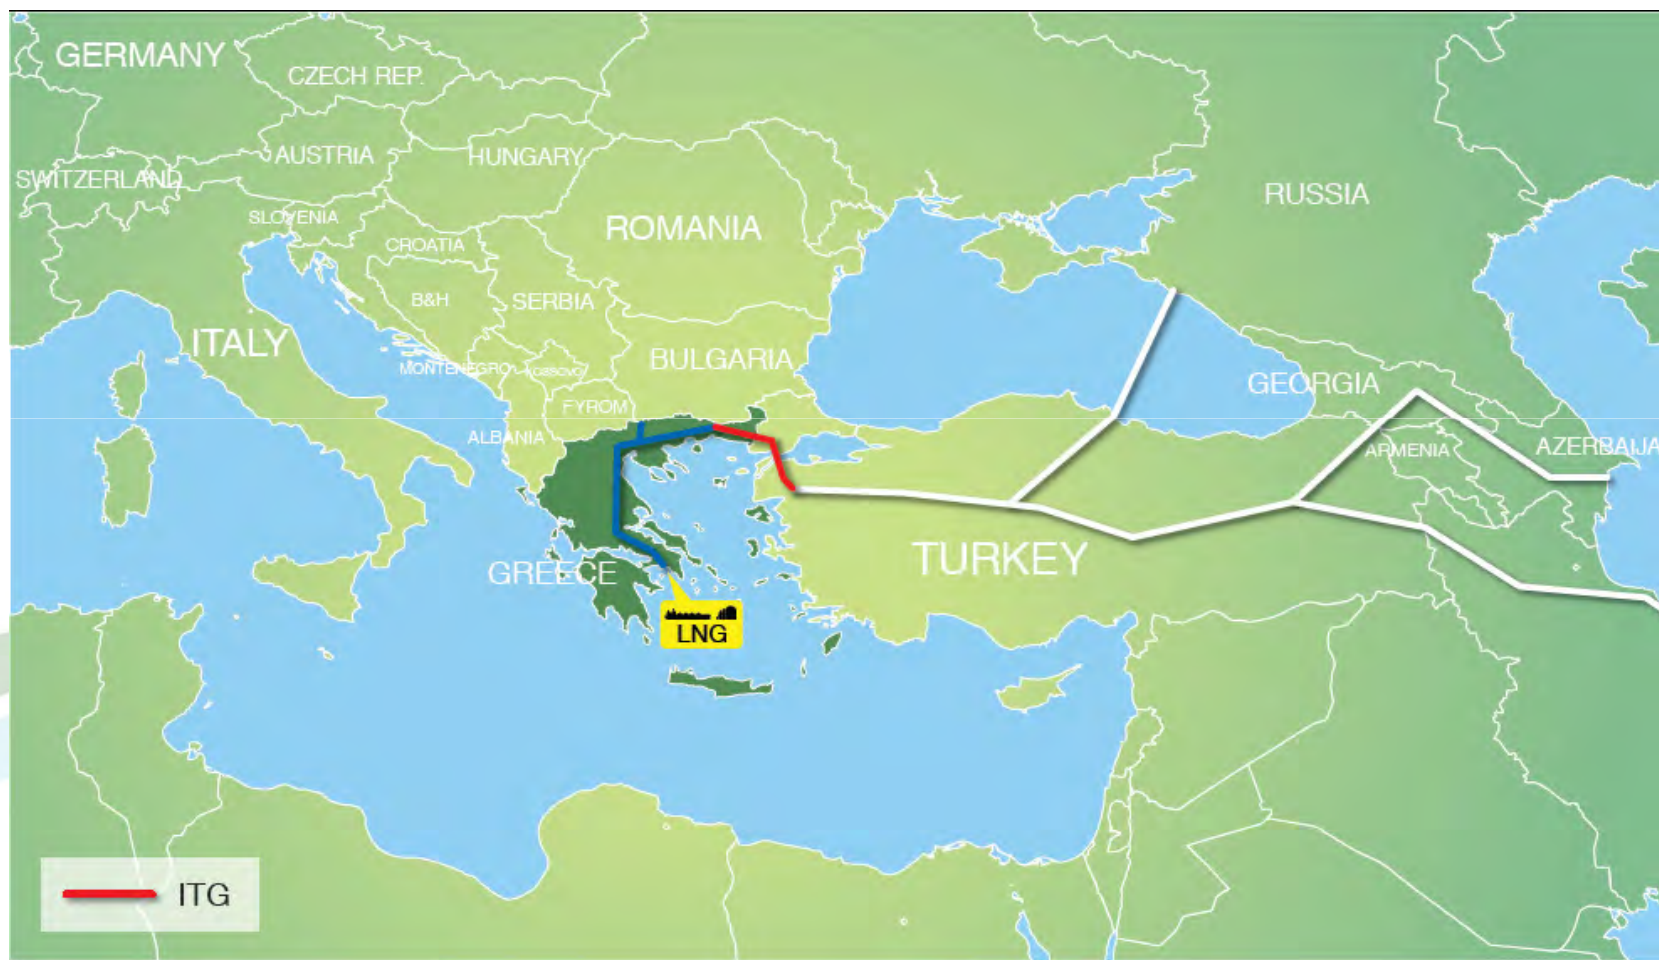 GERMANY
CZECH REP.
AUSTRIA
HUNGARY
SWITZERLAND
RUSSIA
SLOVENIA
ROMANIA
CROATIA
B&H
SERBIA
ITALY
BULGARIA
MONTENEGRO
KOSSOVO
GEORGIA
FYROM
ALBANIA
ARMENIA
AZERBAIJA
TURKEY
GREECE
LNG
ITG